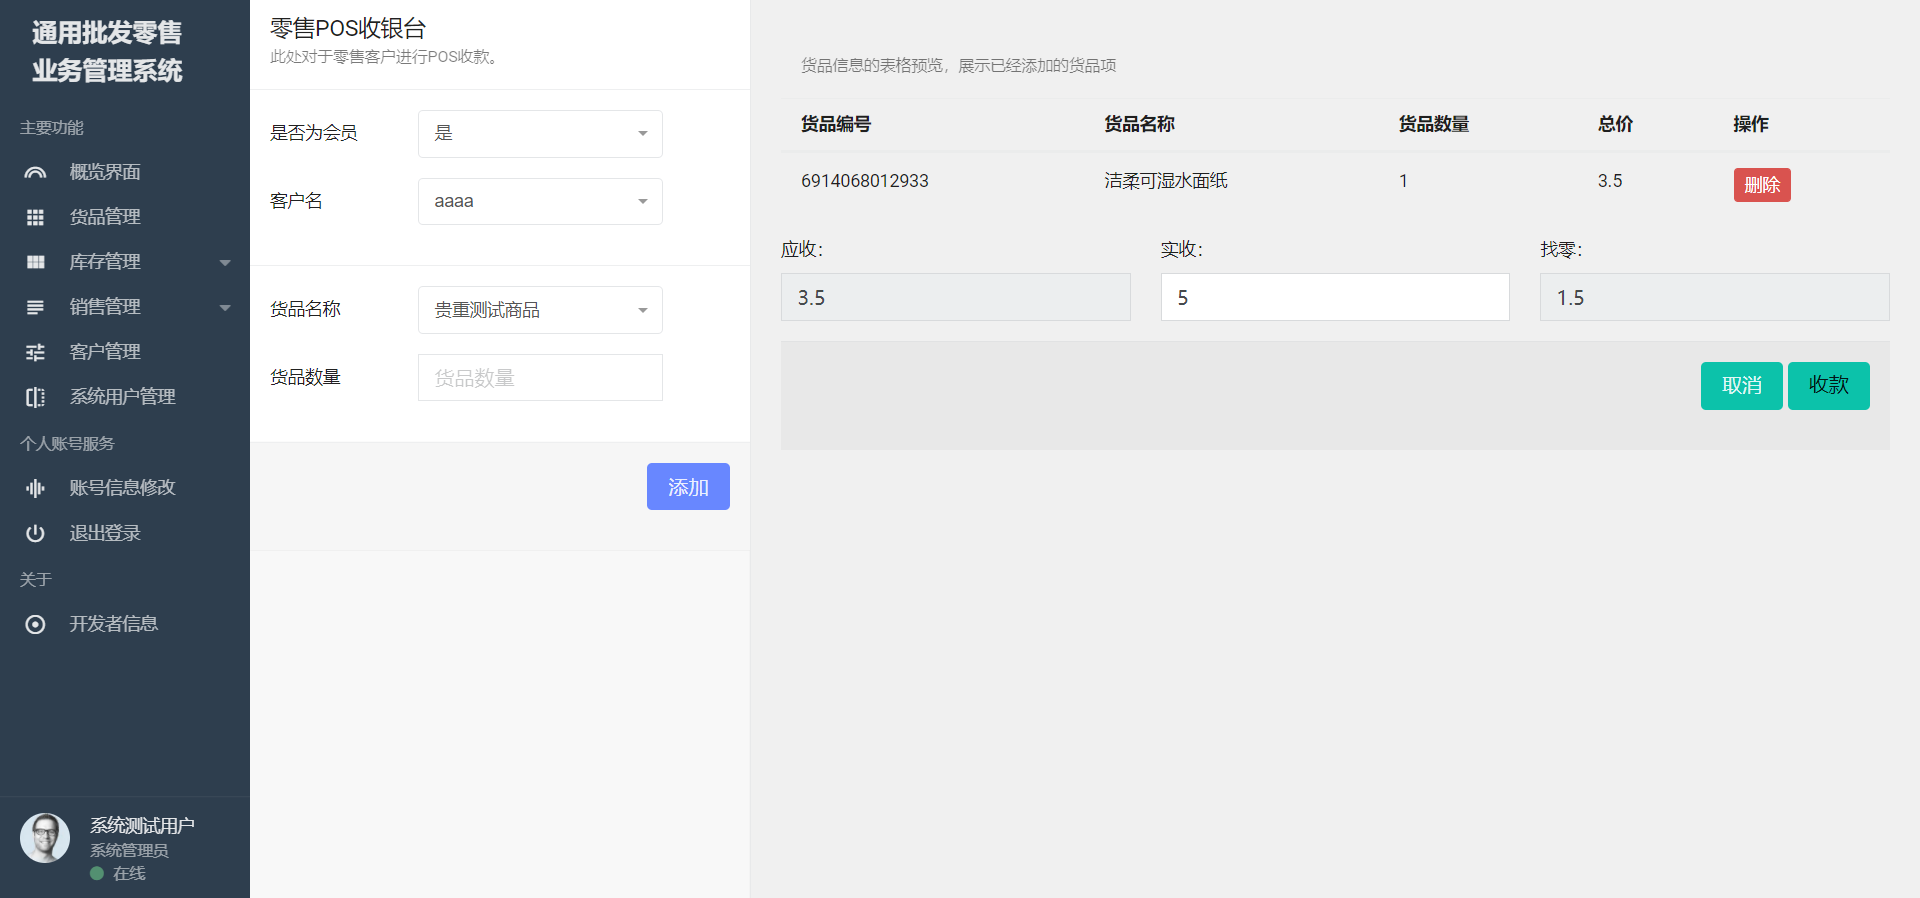 通用批发零售
业务管理系统
主要功能
概览界面
货品管理
库存管理
销售管理
客户管理
系统用户管理
个人账号服务
账号信息修改
退出登录
关于
开发者信息
系统测试用户
系统管理员
在线
零售POS收银台
此处对于零售客户进行POS收款。
是否为会员 是
客户名 aaaa
货品名称 贵重测试商品
货品数量 货品数量
添加
货品信息的表格预览，展示已经添加的货品项
货品编号 货品名称 货品数量 总价 操作
6914068012933 洁柔可湿水面纸 1 3.5 删除
应收： 实收： 找零：
3.5 5 1.5
取消 收款